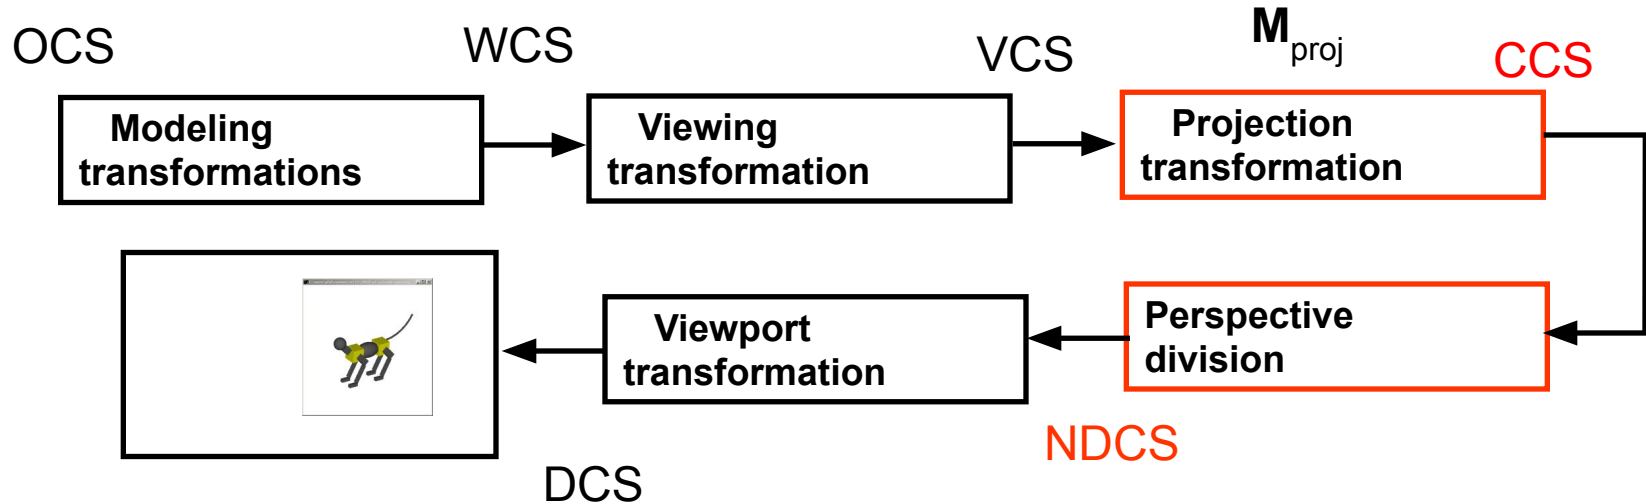 OCS
WCS
VCS
Mproj
CCS
Modeling
transformations
Viewing
transformation
Projection
transformation
Viewport
transformation
Perspective
division
NDCS
DCS